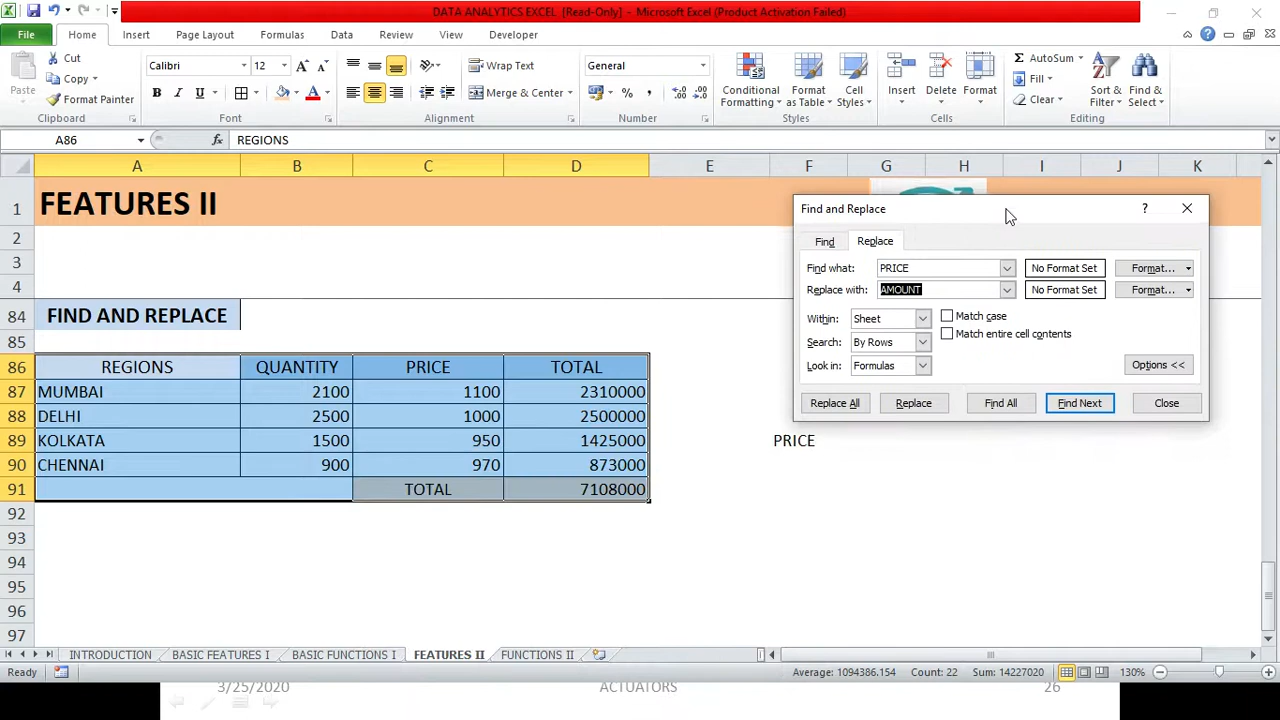 DATA ANALYTICS EXCEL [Read-Only] - Microsoft Excel (Product Activation Failed)
File Home Insert Page Layout Formulas Data Review View Developer
Cut
Copy
Format Painter
Paste
Clipboard
Calibri 12
B I U A
Font
Wrap Text
Merge & Center
Alignment
General
% ,
Number
Conditional Formatting
Format as Table
Cell Styles
Styles
Insert Delete Format
Cells
Σ AutoSum
Fill
Clear
Sort & Filter
Find & Select
Editing
A86 fx REGIONS
A B C D E F G H I J K
1 FEATURES II
2
3
4
84 FIND AND REPLACE
85
86 REGIONS QUANTITY PRICE TOTAL
87 MUMBAI 2100 1100 2310000
88 DELHI 2500 1000 2500000
89 KOLKATA 1500 950 1425000 PRICE
90 CHENNAI 900 970 873000
91 TOTAL 7108000
92
93
94
95
96
97
Find and Replace ?
Find Replace
Find what: PRICE No Format Set Format...
Replace with: AMOUNT No Format Set Format...
Within: Sheet Match case
Search: By Rows Match entire cell contents
Look in: Formulas Options <<
Replace All Replace Find All Find Next Close
INTRODUCTION BASIC FEATURES I BASIC FUNCTIONS I FEATURES II FUNCTIONS II
Ready Average: 1094386.154 Count: 22 Sum: 14227020 130%
3/25/2020 ACTUATORS 26